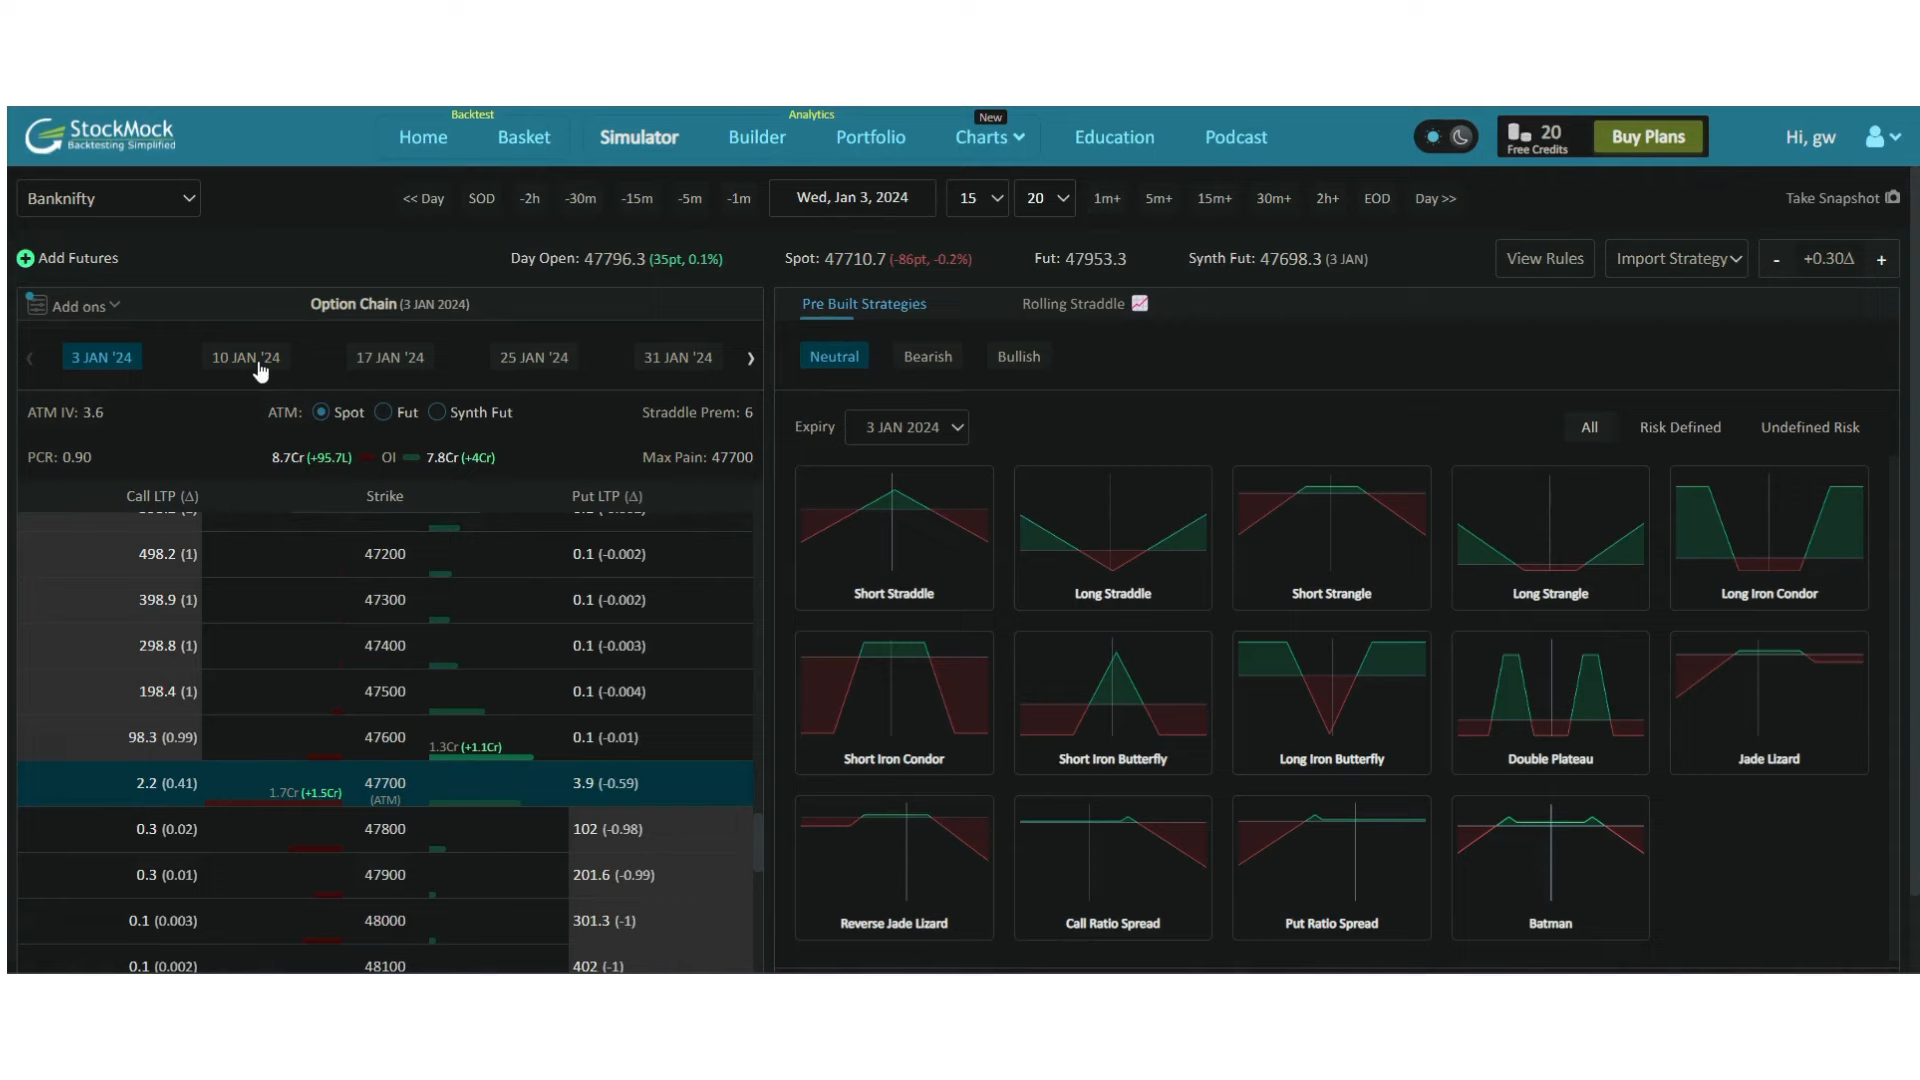 StockMock
Backtesting Simplified
Backtest
Home
Basket
Simulator
Analytics
Builder
Portfolio
New
Charts
Education
Podcast
20
Free Credits
Buy Plans
Hi, gw
Banknifty
<< Day
SOD
-2h
-30m
-15m
-5m
-1m
Wed, Jan 3, 2024
15
20
1m+
5m+
15m+
30m+
2h+
EOD
Day >>
Take Snapshot
Add Futures
Day Open: 47796.3 (35pt, 0.1%)
Spot: 47710.7 (-86pt, -0.2%)
Fut: 47953.3
Synth Fut: 47698.3 (3 JAN)
View Rules
Import Strategy
- +0.30Δ +
Add ons
Option Chain (3 JAN 2024)
3 JAN '24
10 JAN '24
17 JAN '24
25 JAN '24
31 JAN '24
ATM IV: 3.6
ATM: Spot Fut Synth Fut
Straddle Prem: 6
PCR: 0.90
8.7Cr (+95.7L) OI 7.8Cr (+4Cr)
Max Pain: 47700
Call LTP (Δ) Strike Put LTP (Δ)
498.2 (1) 47200 0.1 (-0.002)
398.9 (1) 47300 0.1 (-0.002)
298.8 (1) 47400 0.1 (-0.003)
198.4 (1) 47500 0.1 (-0.004)
98.3 (0.99) 47600 1.3Cr (+1.1Cr) 0.1 (-0.01)
2.2 (0.41) 1.7Cr (+1.5Cr) 47700 3.9 (-0.59)
(ATM)
0.3 (0.02) 47800 102 (-0.98)
0.3 (0.01) 47900 201.6 (-0.99)
0.1 (0.003) 48000 301.3 (-1)
0.1 (0.002) 48100 402 (-1)
Pre Built Strategies
Rolling Straddle
Neutral
Bearish
Bullish
Expiry
3 JAN 2024
All
Risk Defined
Undefined Risk
Short Straddle
Long Straddle
Short Strangle
Long Strangle
Long Iron Condor
Short Iron Condor
Short Iron Butterfly
Long Iron Butterfly
Double Plateau
Jade Lizard
Reverse Jade Lizard
Call Ratio Spread
Put Ratio Spread
Batman